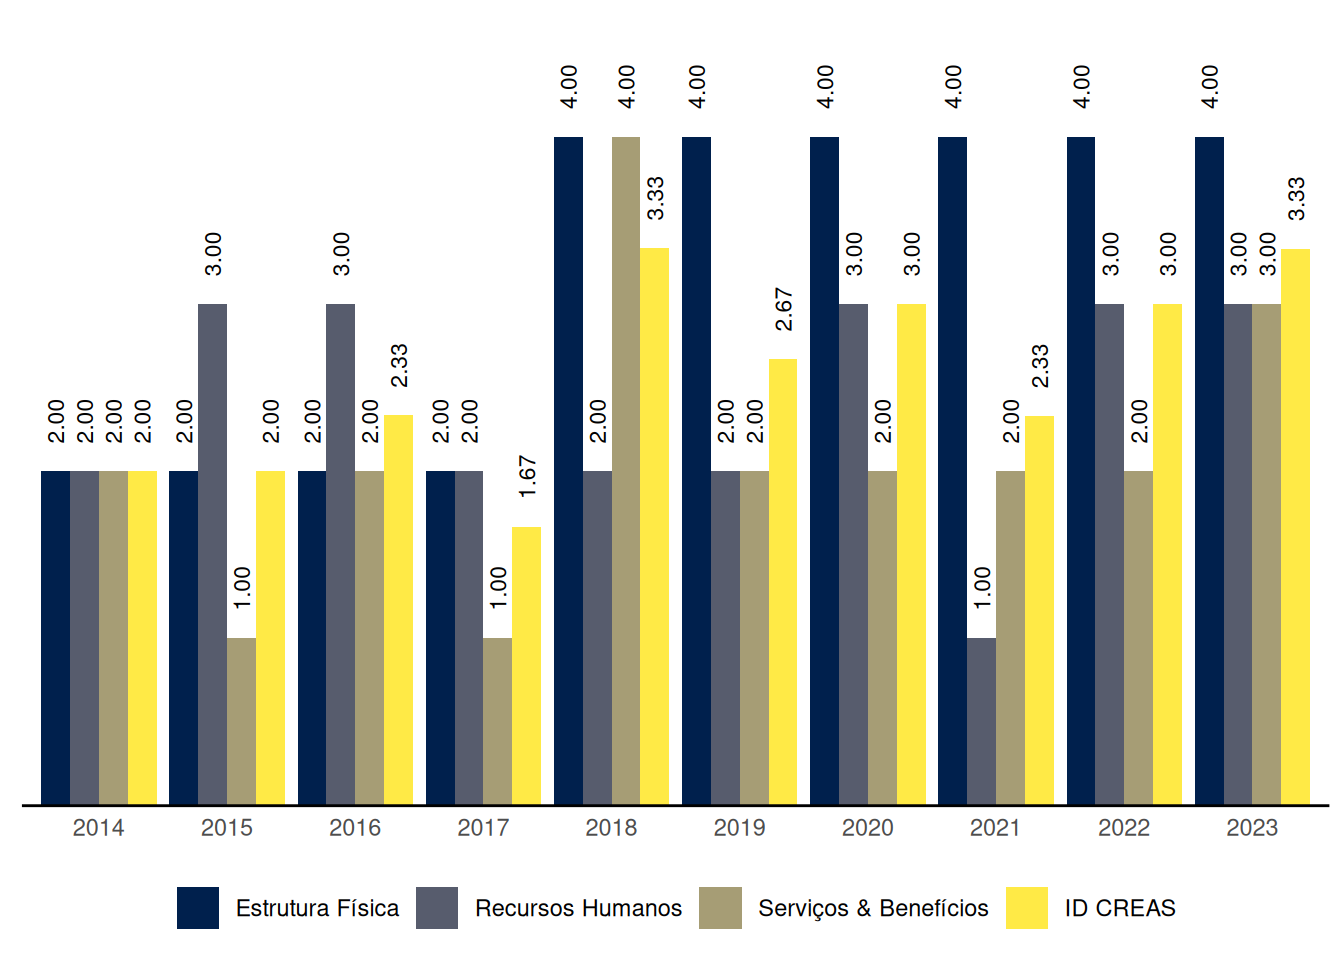 4.00 4.00 4.00 4.00 4.00 4.00 4.00
3.33 3.33
3.00 3.00 3.00 3.00 3.00 3.00 3.00 3.00
2.67
2.33 2.33
2.00 2.00 2.00 2.00 2.00 2.00 2.00 2.00 2.00 2.00 2.00 2.00 2.00 2.00 2.00 2.00 2.00
1.67
1.00 1.00 1.00
2014 2015 2016 2017 2018 2019 2020 2021 2022 2023
Estrutura Física Recursos Humanos Serviços & Benefícios ID CREAS